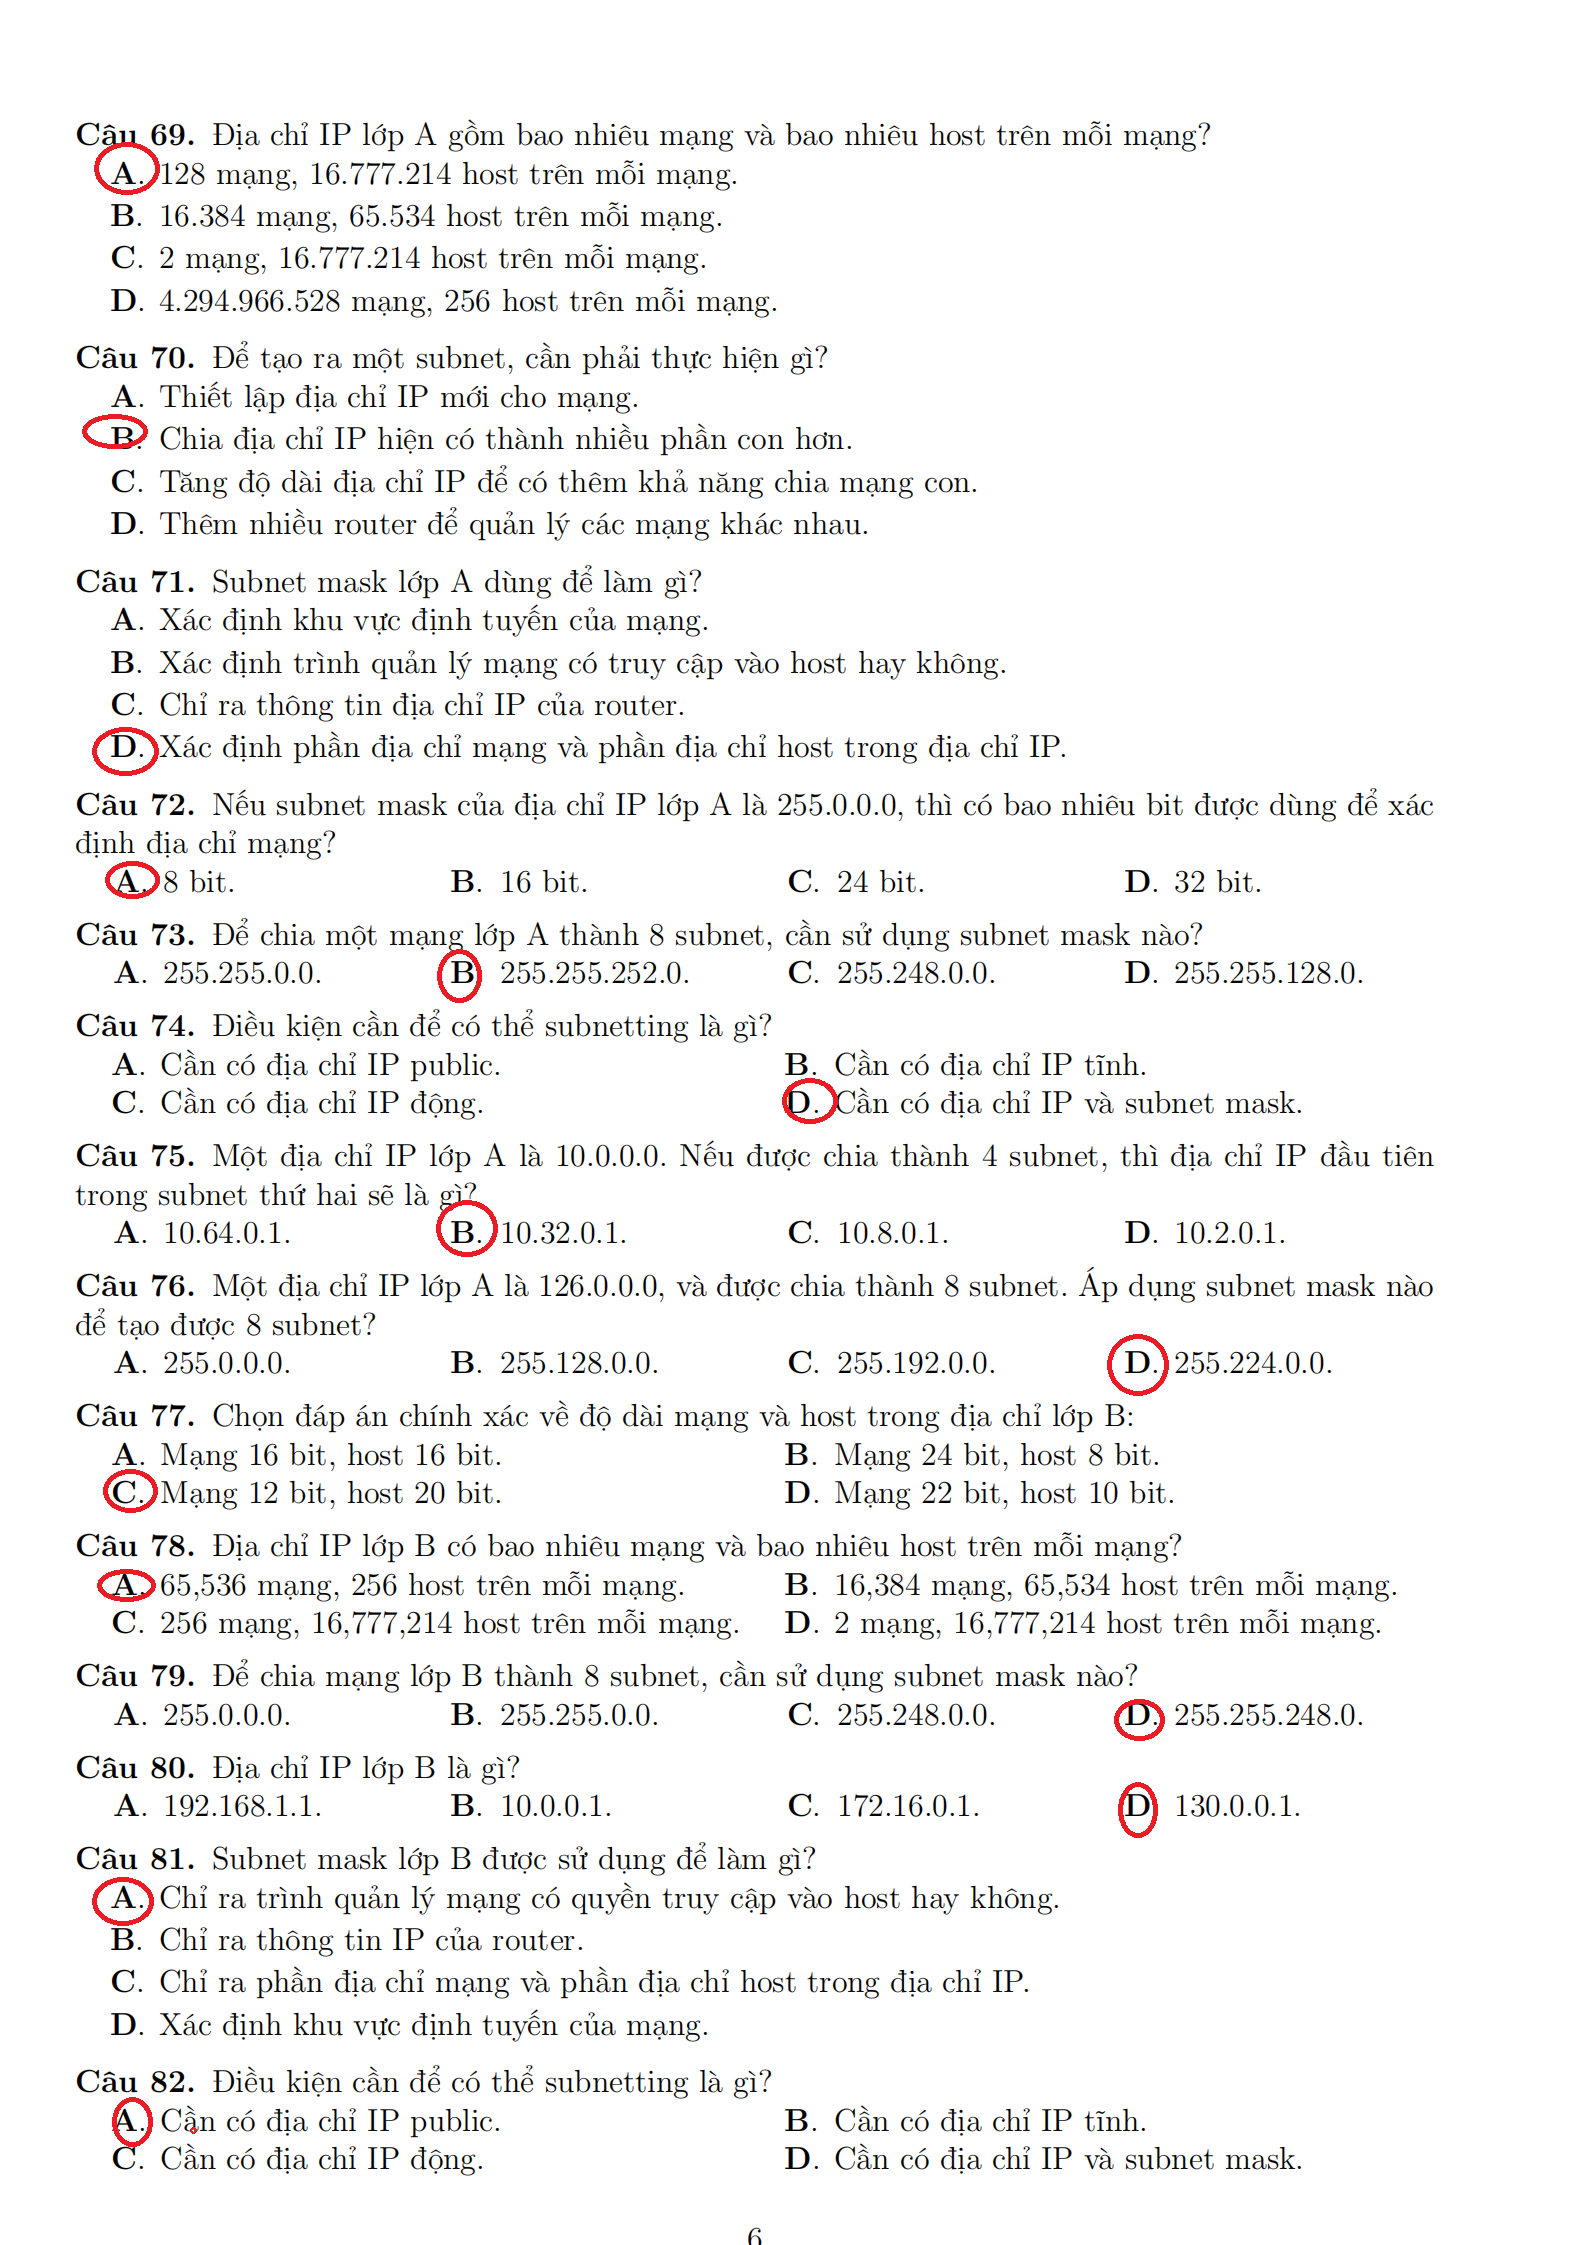 Câu 69. Địa chỉ IP lớp A gồm bao nhiêu mạng và bao nhiêu host trên mỗi mạng?
A. 128 mạng, 16.777.214 host trên mỗi mạng.
B. 16.384 mạng, 65.534 host trên mỗi mạng.
C. 2 mạng, 16.777.214 host trên mỗi mạng.
D. 4.294.966.528 mạng, 256 host trên mỗi mạng.
Câu 70. Để tạo ra một subnet, cần phải thực hiện gì?
A. Thiết lập địa chỉ IP mới cho mạng.
B. Chia địa chỉ IP hiện có thành nhiều phần con hơn.
C. Tăng độ dài địa chỉ IP để có thêm khả năng chia mạng con.
D. Thêm nhiều router để quản lý các mạng khác nhau.
Câu 71. Subnet mask lớp A dùng để làm gì?
A. Xác định khu vực định tuyến của mạng.
B. Xác định trình quản lý mạng có truy cập vào host hay không.
C. Chỉ ra thông tin địa chỉ IP của router.
D. Xác định phần địa chỉ mạng và phần địa chỉ host trong địa chỉ IP.
Câu 72. Nếu subnet mask của địa chỉ IP lớp A là 255.0.0.0, thì có bao nhiêu bit được dùng để xác
định địa chỉ mạng?
A. 8 bit. B. 16 bit. C. 24 bit. D. 32 bit.
Câu 73. Để chia một mạng lớp A thành 8 subnet, cần sử dụng subnet mask nào?
A. 255.255.0.0. B. 255.255.252.0. C. 255.248.0.0. D. 255.255.128.0.
Câu 74. Điều kiện cần để có thể subnetting là gì?
A. Cần có địa chỉ IP public. B. Cần có địa chỉ IP tĩnh.
C. Cần có địa chỉ IP động. D. Cần có địa chỉ IP và subnet mask.
Câu 75. Một địa chỉ IP lớp A là 10.0.0.0. Nếu được chia thành 4 subnet, thì địa chỉ IP đầu tiên
trong subnet thứ hai sẽ là gì?
A. 10.64.0.1. B. 10.32.0.1. C. 10.8.0.1. D. 10.2.0.1.
Câu 76. Một địa chỉ IP lớp A là 126.0.0.0, và được chia thành 8 subnet. Áp dụng subnet mask nào
để tạo được 8 subnet?
A. 255.0.0.0. B. 255.128.0.0. C. 255.192.0.0. D. 255.224.0.0.
Câu 77. Chọn đáp án chính xác về độ dài mạng và host trong địa chỉ lớp B:
A. Mạng 16 bit, host 16 bit. B. Mạng 24 bit, host 8 bit.
C. Mạng 12 bit, host 20 bit. D. Mạng 22 bit, host 10 bit.
Câu 78. Địa chỉ IP lớp B có bao nhiêu mạng và bao nhiêu host trên mỗi mạng?
A. 65,536 mạng, 256 host trên mỗi mạng. B. 16,384 mạng, 65,534 host trên mỗi mạng.
C. 256 mạng, 16,777,214 host trên mỗi mạng. D. 2 mạng, 16,777,214 host trên mỗi mạng.
Câu 79. Để chia mạng lớp B thành 8 subnet, cần sử dụng subnet mask nào?
A. 255.0.0.0. B. 255.255.0.0. C. 255.248.0.0. D. 255.255.248.0.
Câu 80. Địa chỉ IP lớp B là gì?
A. 192.168.1.1. B. 10.0.0.1. C. 172.16.0.1. D 130.0.0.1.
Câu 81. Subnet mask lớp B được sử dụng để làm gì?
A. Chỉ ra trình quản lý mạng có quyền truy cập vào host hay không.
B. Chỉ ra thông tin IP của router.
C. Chỉ ra phần địa chỉ mạng và phần địa chỉ host trong địa chỉ IP.
D. Xác định khu vực định tuyến của mạng.
Câu 82. Điều kiện cần để có thể subnetting là gì?
A. Cần có địa chỉ IP public. B. Cần có địa chỉ IP tĩnh.
C. Cần có địa chỉ IP động. D. Cần có địa chỉ IP và subnet mask.
6